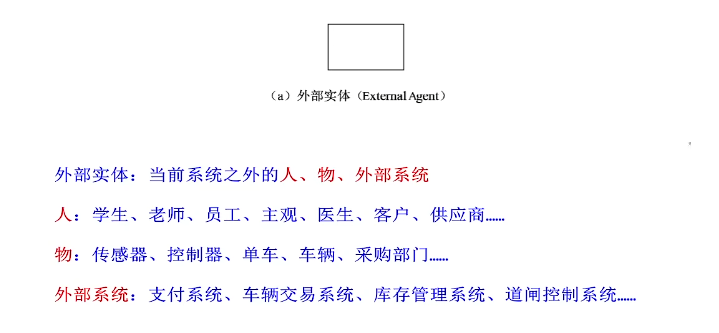 （a）外部实体（External Agent）
外部实体：当前系统之外的人、物、外部系统
人：学生、老师、员工、主观、医生、客户、供应商......
物：传感器、控制器、单车、车辆、采购部门......
外部系统：支付系统、车辆交易系统、库存管理系统、道闸控制系统......